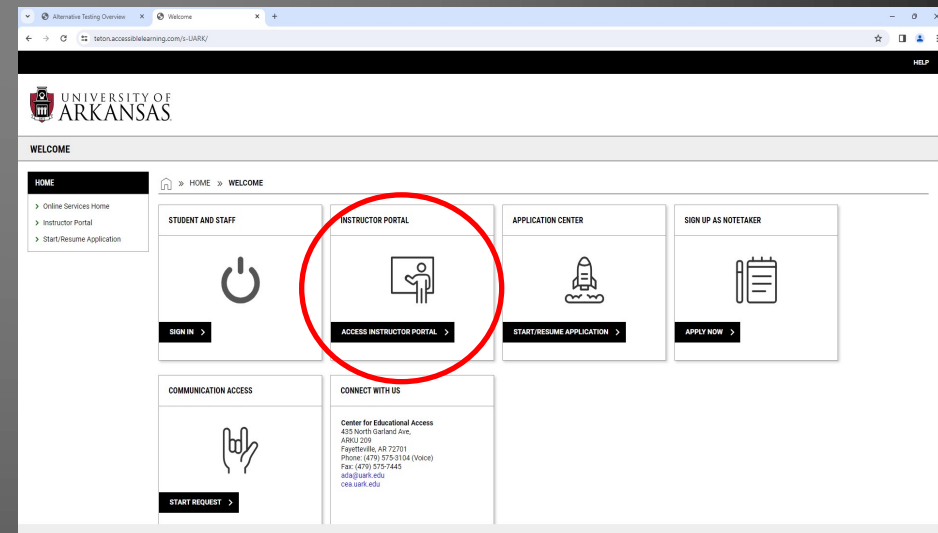 Alternative Testing Overview
Welcome
teton.accessiblelearning.com/s-UARK/
HELP
UNIVERSITY OF
ARKANSAS
WELCOME
HOME
Online Services Home
Instructor Portal
Start/Resume Application
HOME » WELCOME
STUDENT AND STAFF
SIGN IN >
INSTRUCTOR PORTAL
ACCESS INSTRUCTOR PORTAL >
APPLICATION CENTER
START/RESUME APPLICATION >
SIGN UP AS NOTETAKER
APPLY NOW >
COMMUNICATION ACCESS
START REQUEST >
CONNECT WITH US
Center for Educational Access
435 North Garland Ave,
ARKU 209
Fayetteville, AR 72701
Phone: (479) 575-3104 (Voice)
Fax: (479) 575-7445
ada@uark.edu
cea.uark.edu